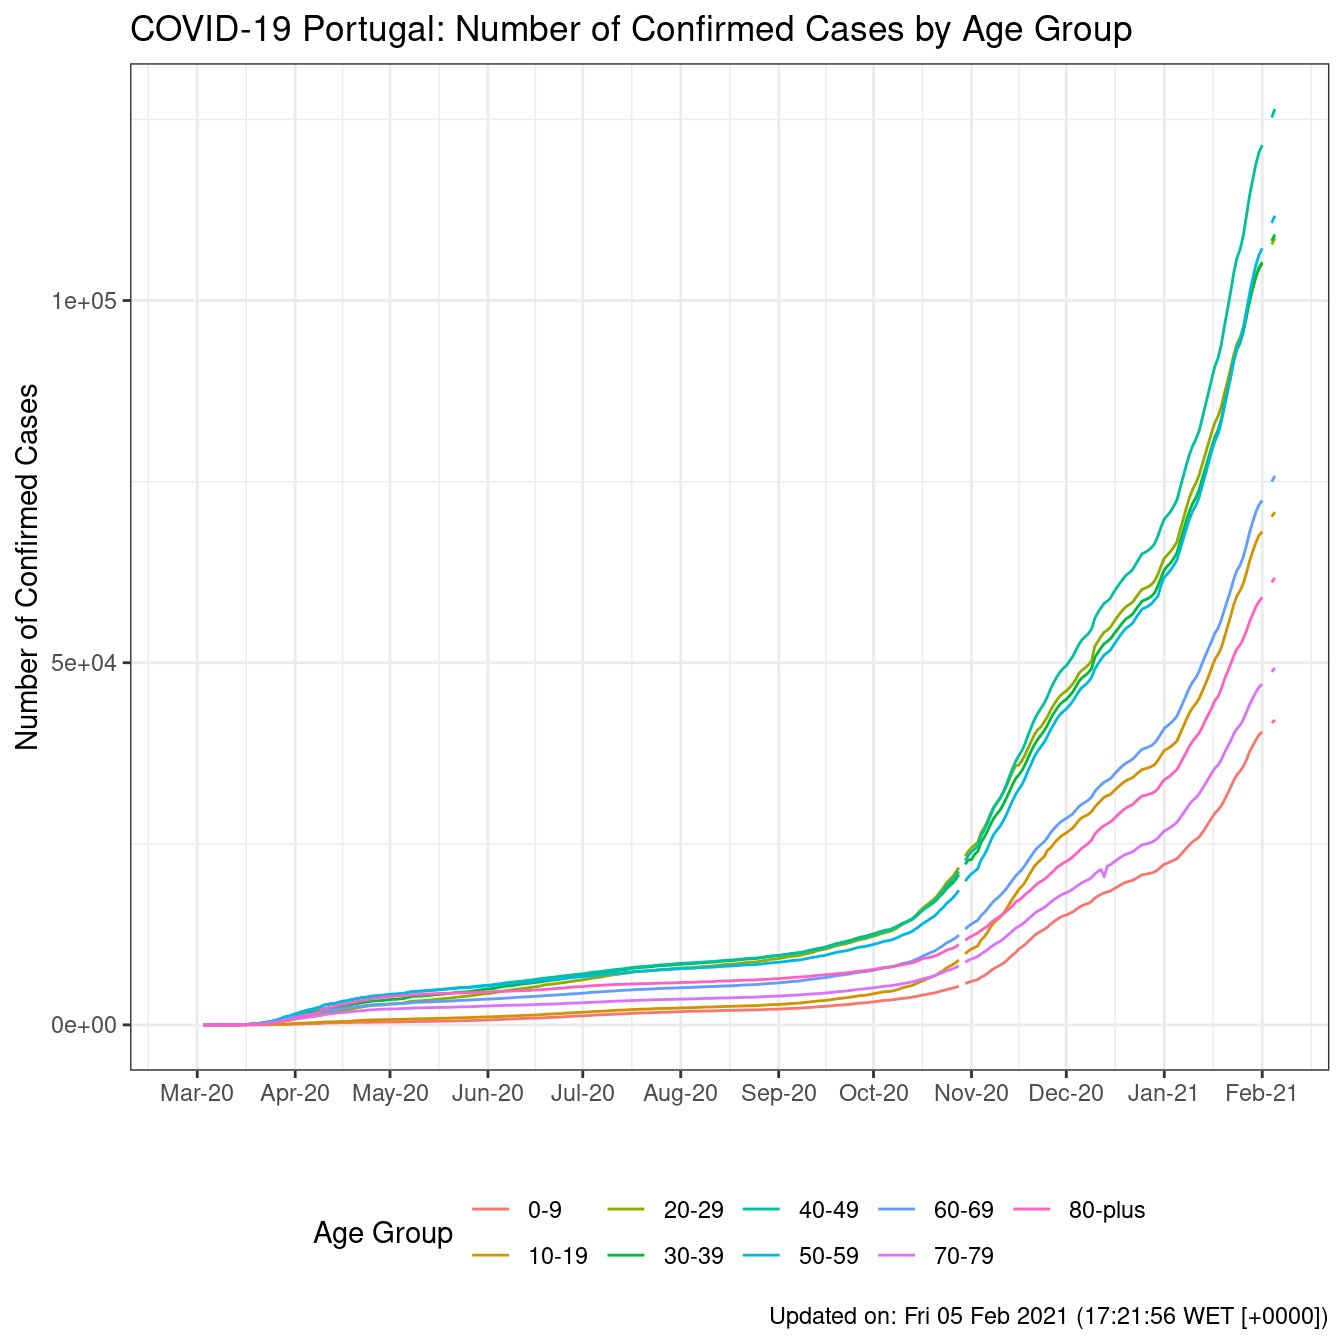 COVID-19 Portugal: Number of Confirmed Cases by Age Group
Number of Confirmed Cases
1e+05
5e+04
0e+00
Mar-20 Apr-20 May-20 Jun-20 Jul-20 Aug-20 Sep-20 Oct-20 Nov-20 Dec-20 Jan-21 Feb-21
Age Group
0-9 20-29 40-49 60-69 80-plus
10-19 30-39 50-59 70-79
Updated on: Fri 05 Feb 2021 (17:21:56 WET [+0000])